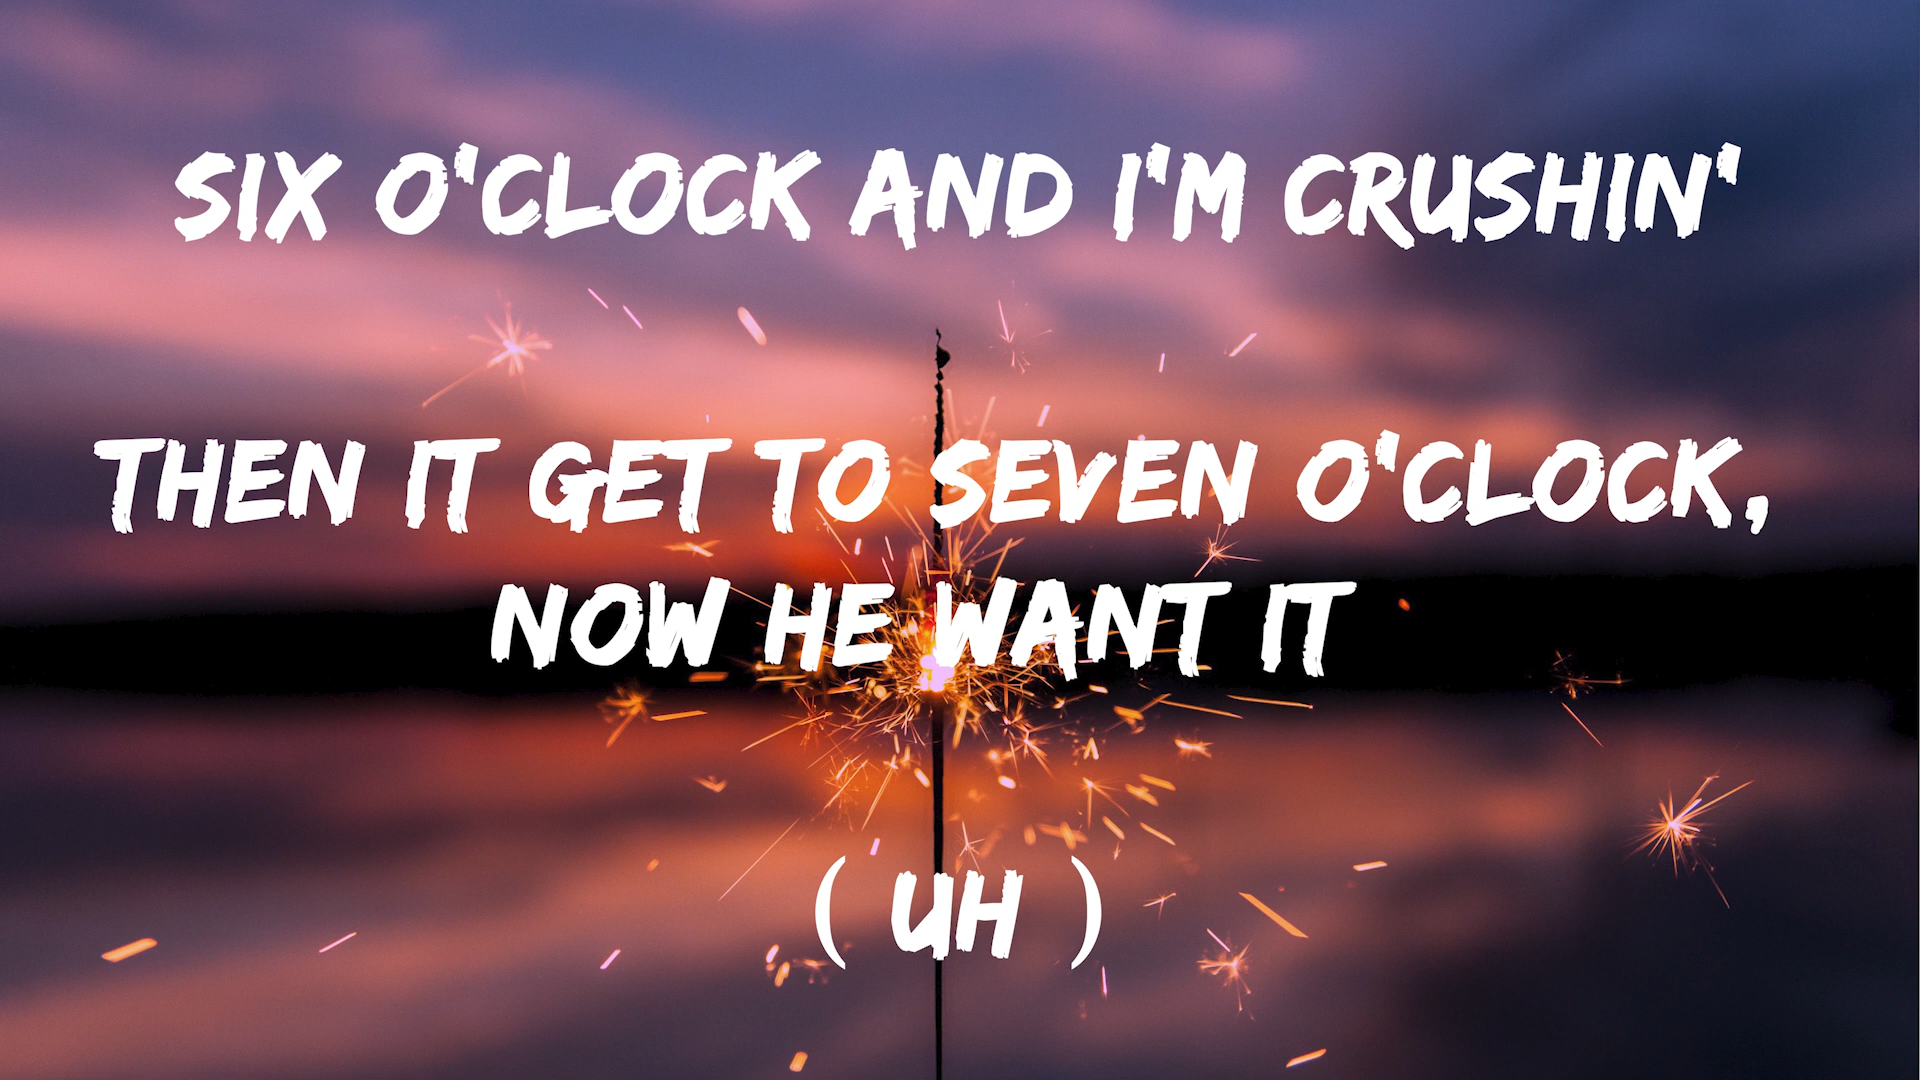 SIX O'CLOCK AND I'M CRUSHIN'
THEN IT GET TO SEVEN O'CLOCK,
NOW HE WANT IT
( UH )